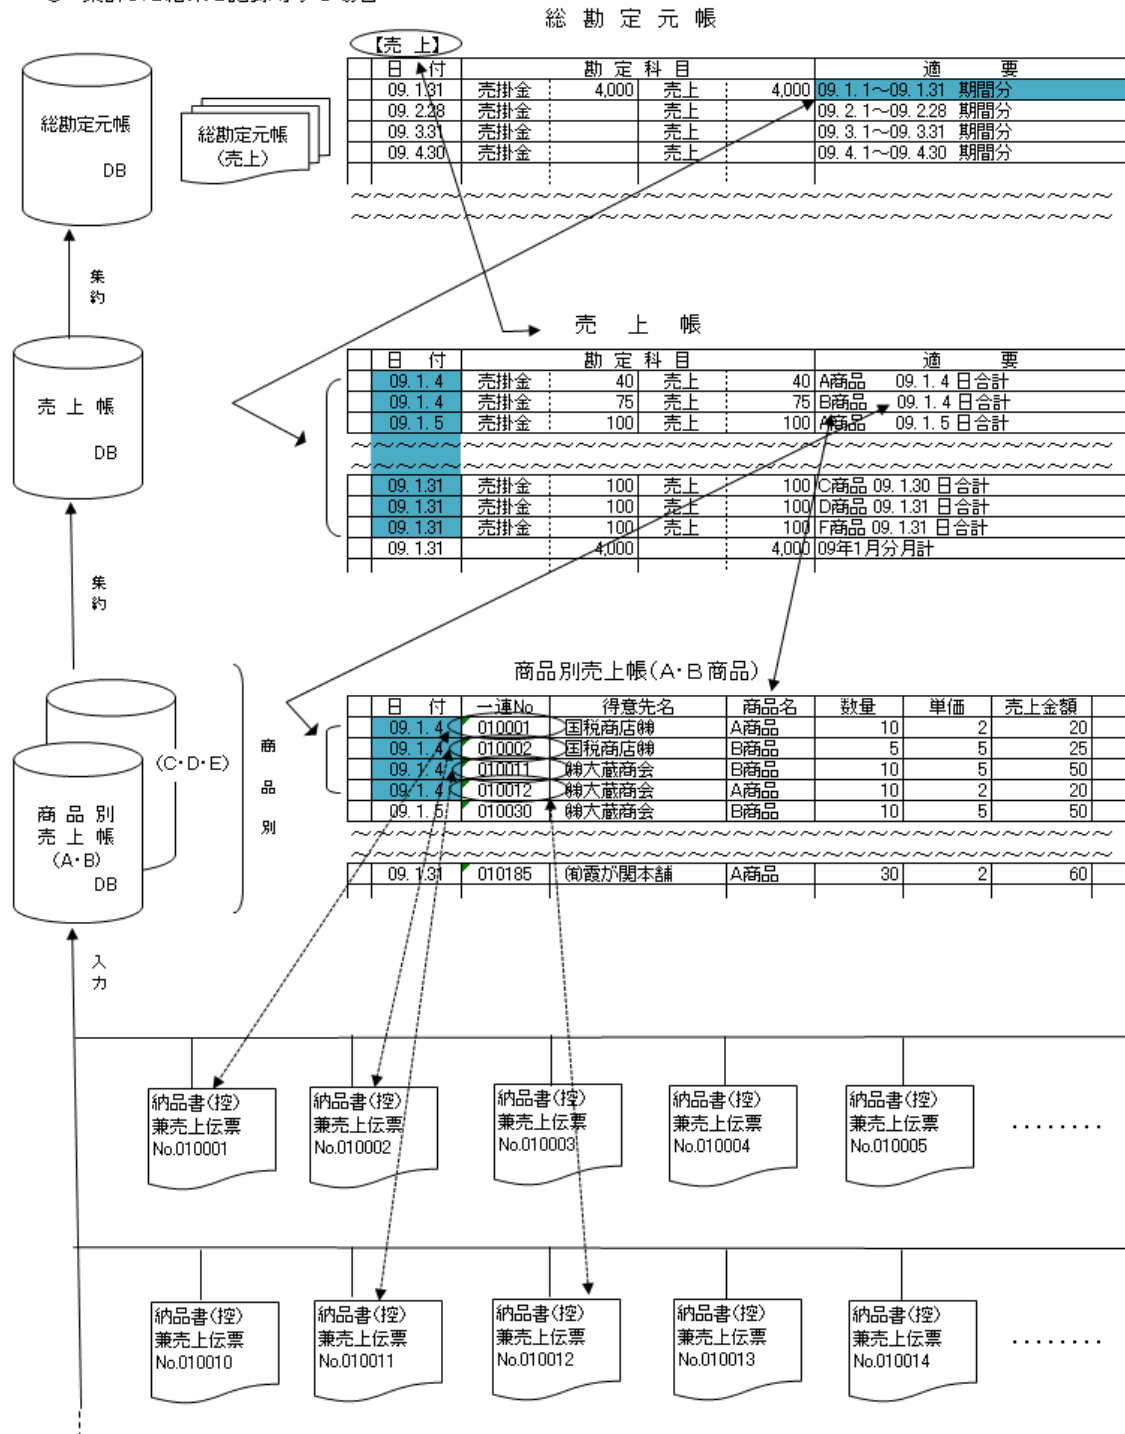 総勘定元帳
【売 上】
日 付 勘定科目 適 要
09. 1.31 売掛金 4,000 売上 4,000 09. 1. 1～09. 1.31 期間分
09. 2.28 売掛金 売上 09. 2. 1～09. 2.28 期間分
09. 3.31 売掛金 売上 09. 3. 1～09. 3.31 期間分
09. 4.30 売掛金 売上 09. 4. 1～09. 4.30 期間分
総勘定元帳
DB
総勘定元帳
(売上)
集約
売 上 帳
日 付 勘定科目 適 要
09. 1. 4 売掛金 40 売上 40 A商品 09. 1. 4 日合計
09. 1. 4 売掛金 75 売上 75 B商品 09. 1. 4 日合計
09. 1. 5 売掛金 100 売上 100 A商品 09. 1. 5 日合計
09. 1.31 売掛金 100 売上 100 C商品 09. 1.30 日合計
09. 1.31 売掛金 100 売上 100 D商品 09. 1.31 日合計
09. 1.31 売掛金 100 売上 100 F商品 09. 1.31 日合計
09. 1.31 4,000 4,000 09年1月分月計
売 上 帳
DB
集約
商品別売上帳(A・B商品)
日 付 一連No 得意先名 商品名 数量 単価 売上金額
09. 1. 4 010001 国税商店㈱ A商品 10 2 20
09. 1. 4 010002 国税商店㈱ B商品 5 5 25
09. 1. 4 010011 ㈱大蔵商会 B商品 10 5 50
09. 1. 4 010012 ㈱大蔵商会 A商品 10 2 20
09. 1. 5 010030 ㈱大蔵商会 B商品 10 5 50
09. 1.31 010185 ㈲霞が関本舗 A商品 30 2 60
(C・D・E)
商品別
商 品 別
売 上 帳
(A・B)
DB
入力
納品書(控)
兼売上伝票
No.010001
納品書(控)
兼売上伝票
No.010002
納品書(控)
兼売上伝票
No.010003
納品書(控)
兼売上伝票
No.010004
納品書(控)
兼売上伝票
No.010005
········
納品書(控)
兼売上伝票
No.010010
納品書(控)
兼売上伝票
No.010011
納品書(控)
兼売上伝票
No.010012
納品書(控)
兼売上伝票
No.010013
納品書(控)
兼売上伝票
No.010014
········